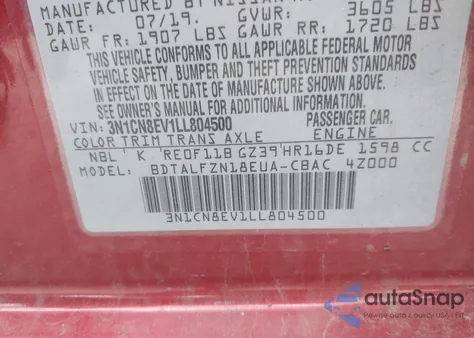 MANUFACTURED BY NISSAN
DATE: 07/19. GVWR: 3605 LBS
GAWR FR: 1907 LBS GAWR RR: 1720 LBS
THIS VEHICLE CONFORMS TO ALL APPLICABLE FEDERAL MOTOR
VEHICLE SAFETY, BUMPER AND THEFT PREVENTION STANDARDS
IN EFFECT ON THE DATE OF MANUFACTURE SHOWN ABOVE.
SEE OWNER'S MANUAL FOR ADDITIONAL INFORMATION.
VIN: 3N1CN8EV1LL804500 PASSENGER CAR.
COLOR TRIM TRANS AXLE ENGINE
NBL K RE0F11B GZ39 HR16DE 1598 CC
MODEL: BDTALFZN18EUA-CBAC 4Z000
3N1CN8EV1LL804500
autoSnap